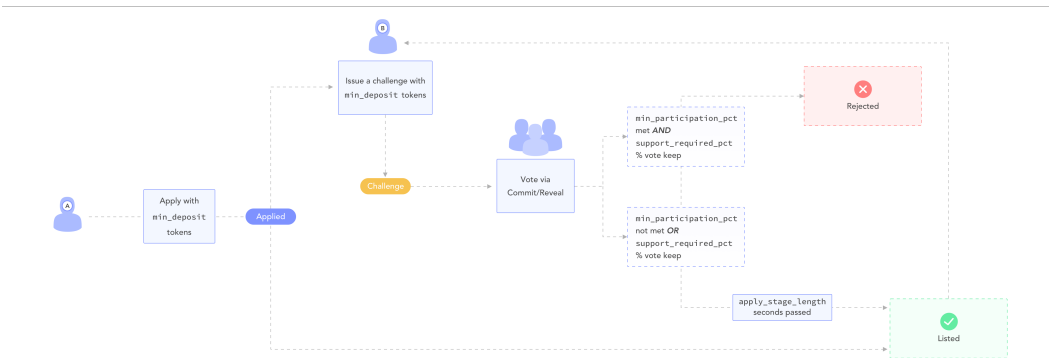 B
Issue a challenge with
min_deposit tokens
Rejected
min_participation_pct
met AND
support_required_pct
% vote keep
Challenge
Vote via
Commit/Reveal
A
Apply with
min_deposit
tokens
Applied
min_participation_pct
not met OR
support_required_pct
% vote keep
apply_stage_length
seconds passed
Listed